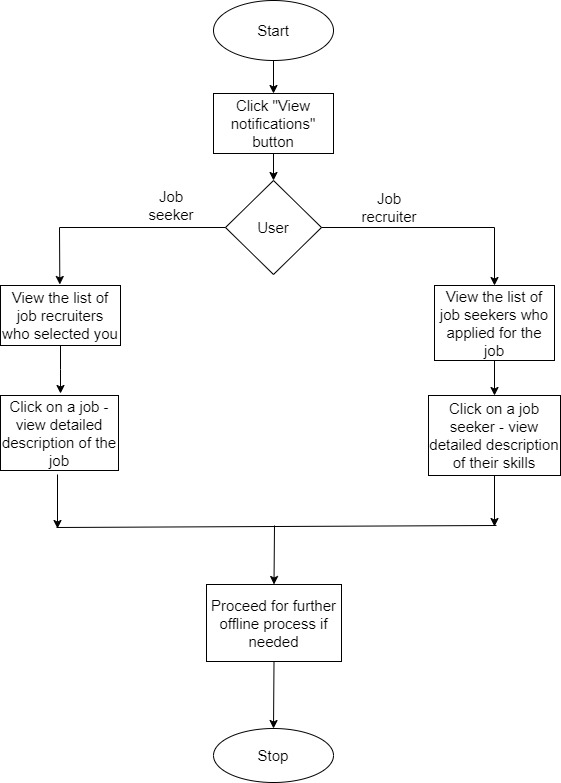 Start
Click "View
notifications"
button
Job
seeker
User
Job
recruiter
View the list of
job recruiters
who selected you
View the list of
job seekers who
applied for the
job
Click on a job -
view detailed
description of the
job
Click on a job
seeker - view
detailed description
of their skills
Proceed for further
offline process if
needed
Stop